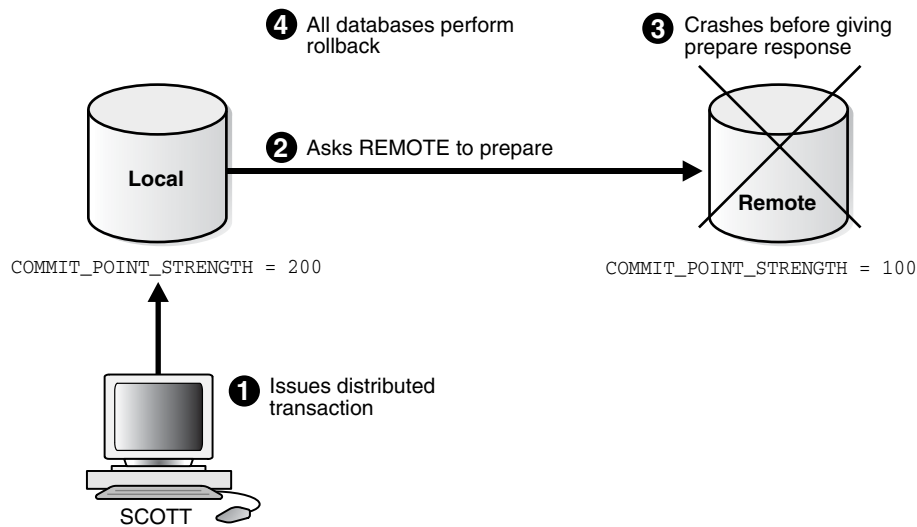 4 All databases perform
rollback
3 Crashes before giving
prepare response
2 Asks REMOTE to prepare
Local
Remote
COMMIT_POINT_STRENGTH = 200
COMMIT_POINT_STRENGTH = 100
1 Issues distributed
transaction
SCOTT